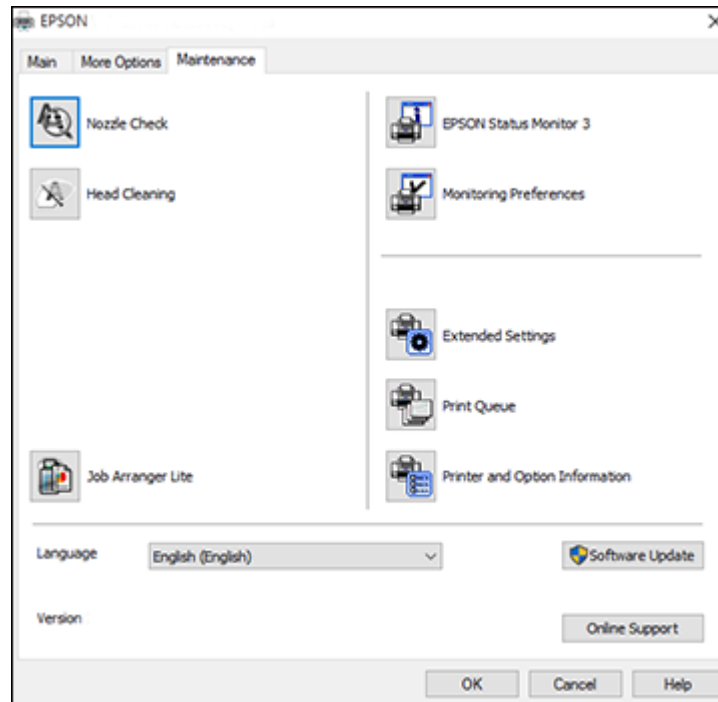 EPSON
Main More Options Maintenance
Nozzle Check
EPSON Status Monitor 3
Head Cleaning
Monitoring Preferences
Extended Settings
Print Queue
Job Arranger Lite
Printer and Option Information
Language English (English) Software Update
Version
Online Support
OK Cancel Help